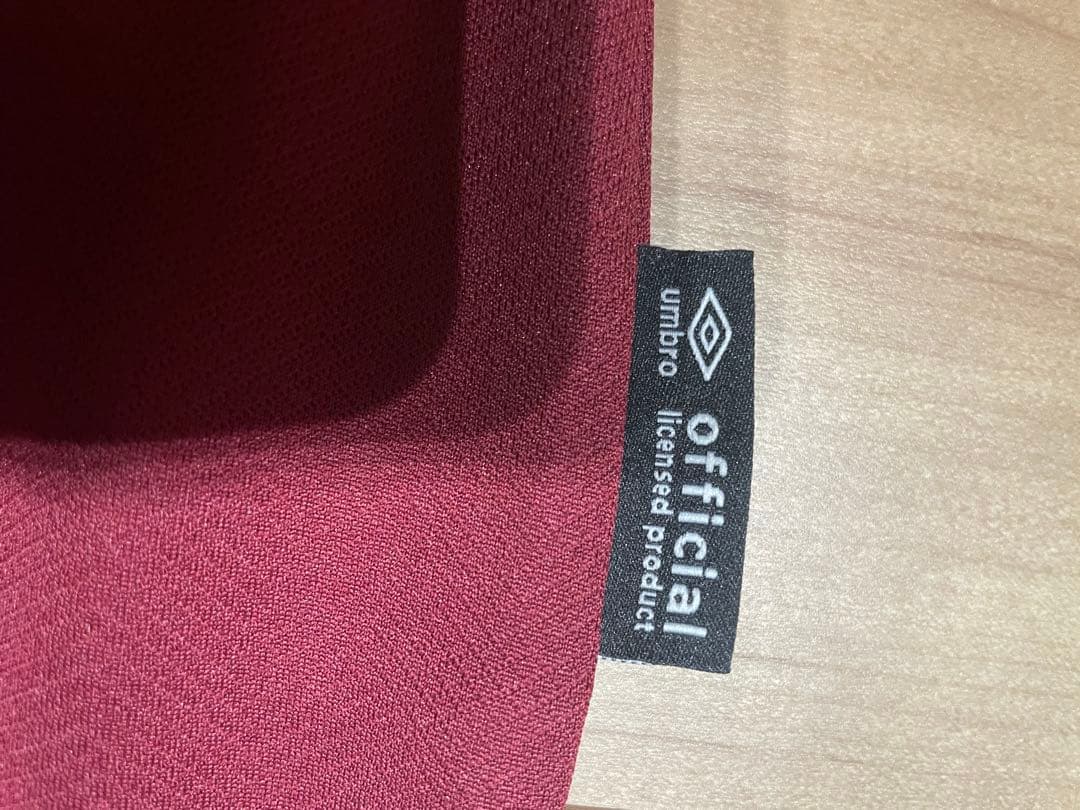 umbro
official
licensed product